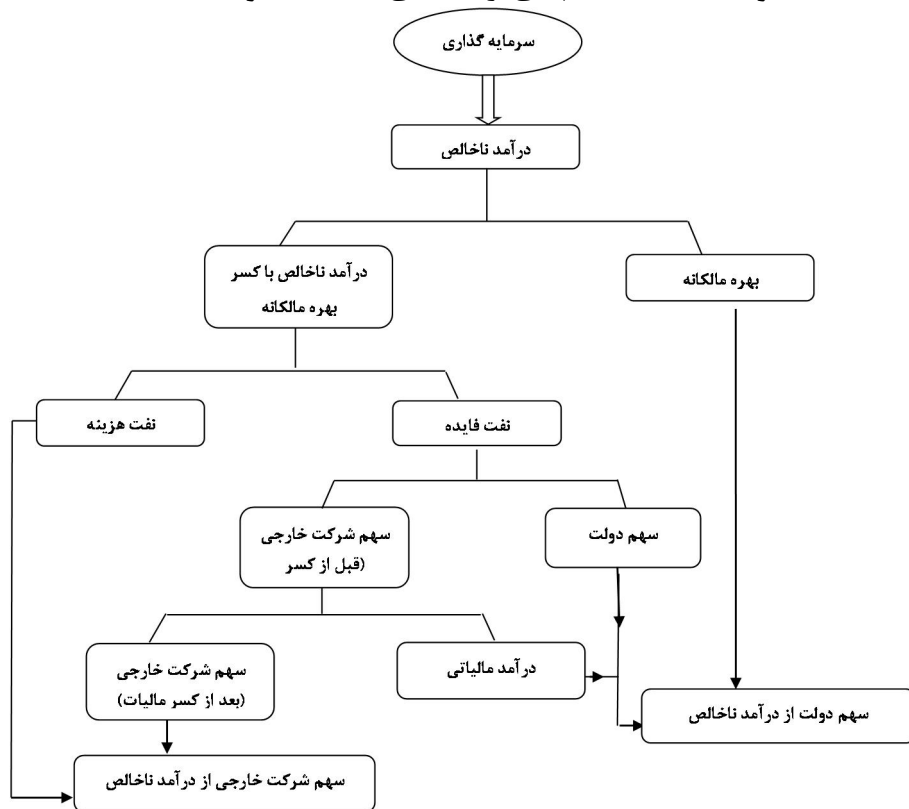 سرمایه گذاری
درآمد ناخالص
درآمد ناخالص با کسر
بهره مالکانه
بهره مالکانه
نفت هزینه
نفت فایده
سهم شرکت خارجی
(قبل از کسر
سهم دولت
سهم شرکت خارجی
(بعد از کسر مالیات)
درآمد مالیاتی
سهم دولت از درآمد ناخالص
سهم شرکت خارجی از درآمد ناخالص